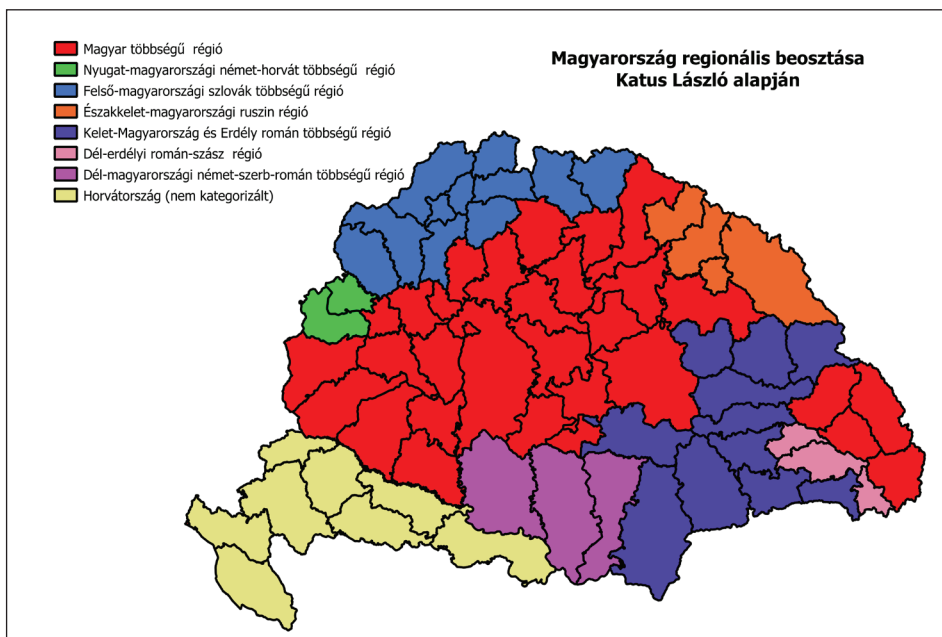 Magyarország regionális beosztása
Katus László alapján
Magyar többségű régió
Nyugat-magyarországi német-horvát többségű régió
Felső-magyarországi szlovák többségű régió
Északkelet-magyarországi ruszin régió
Kelet-Magyarország és Erdély román többségű régió
Dél-erdélyi román-szász régió
Dél-magyarországi német-szerb-román többségű régió
Horvátország (nem kategorizált)